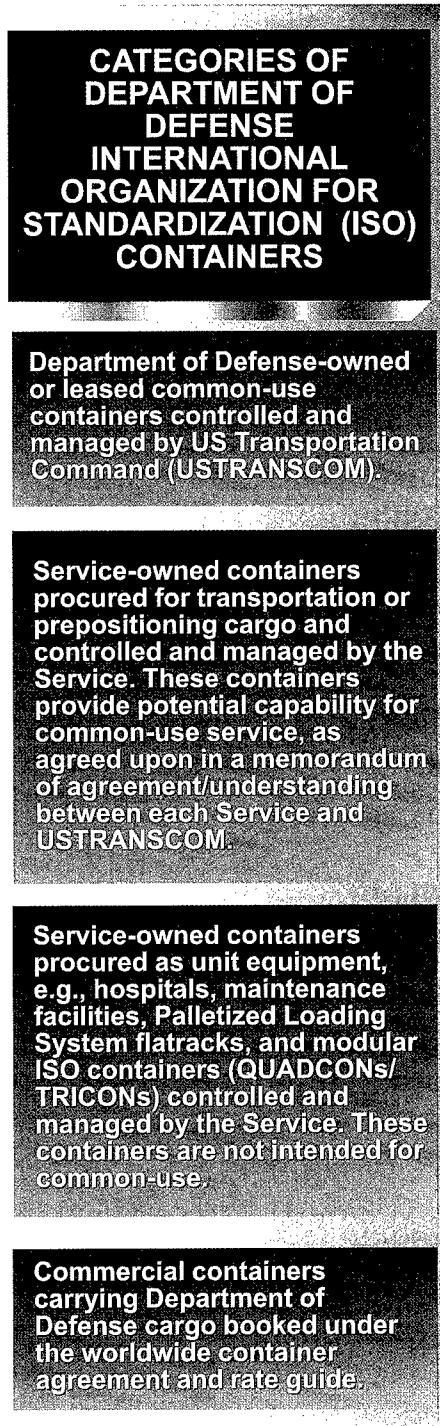 CATEGORIES OF
DEPARTMENT OF
DEFENSE
INTERNATIONAL
ORGANIZATION FOR
STANDARDIZATION (ISO)
CONTAINERS
Department of Defense-owned
or leased common-use
containers controlled and
managed by US Transportation
Command (USTRANSCOM).
Service-owned containers
procured for transportation or
prepositioning cargo and
controlled and managed by the
Service. These containers
provide potential capability for
common-use service, as
agreed upon in a memorandum
of agreement/understanding
between each Service and
USTRANSCOM.
Service-owned containers
procured as unit equipment,
e.g., hospitals, maintenance
facilities, Palletized Loading
System flatracks, and modular
ISO containers (QUADCONs/
TRICONs) controlled and
managed by the Service. These
containers are not intended for
common-use.
Commercial containers
carrying Department of
Defense cargo booked under
the worldwide container
agreement and rate guide.